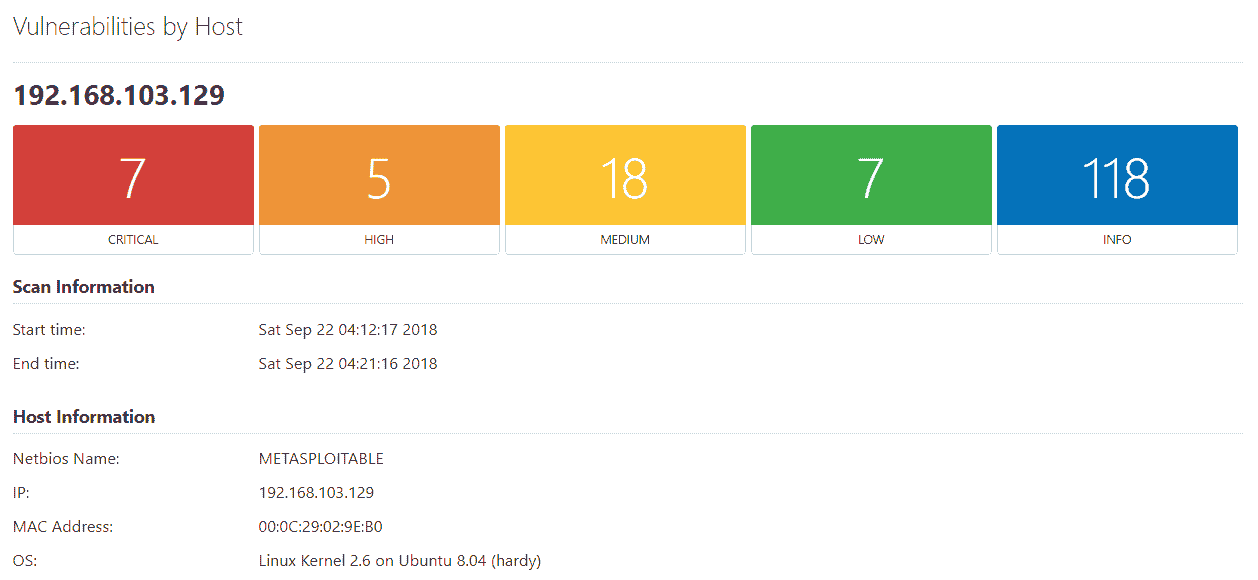 Vulnerabilities by Host
192.168.103.129
7 5 18 7 118
CRITICAL HIGH MEDIUM LOW INFO
Scan Information
Start time: Sat Sep 22 04:12:17 2018
End time: Sat Sep 22 04:21:16 2018
Host Information
Netbios Name: METASPLOITABLE
IP: 192.168.103.129
MAC Address: 00:0C:29:02:9E:B0
OS: Linux Kernel 2.6 on Ubuntu 8.04 (hardy)